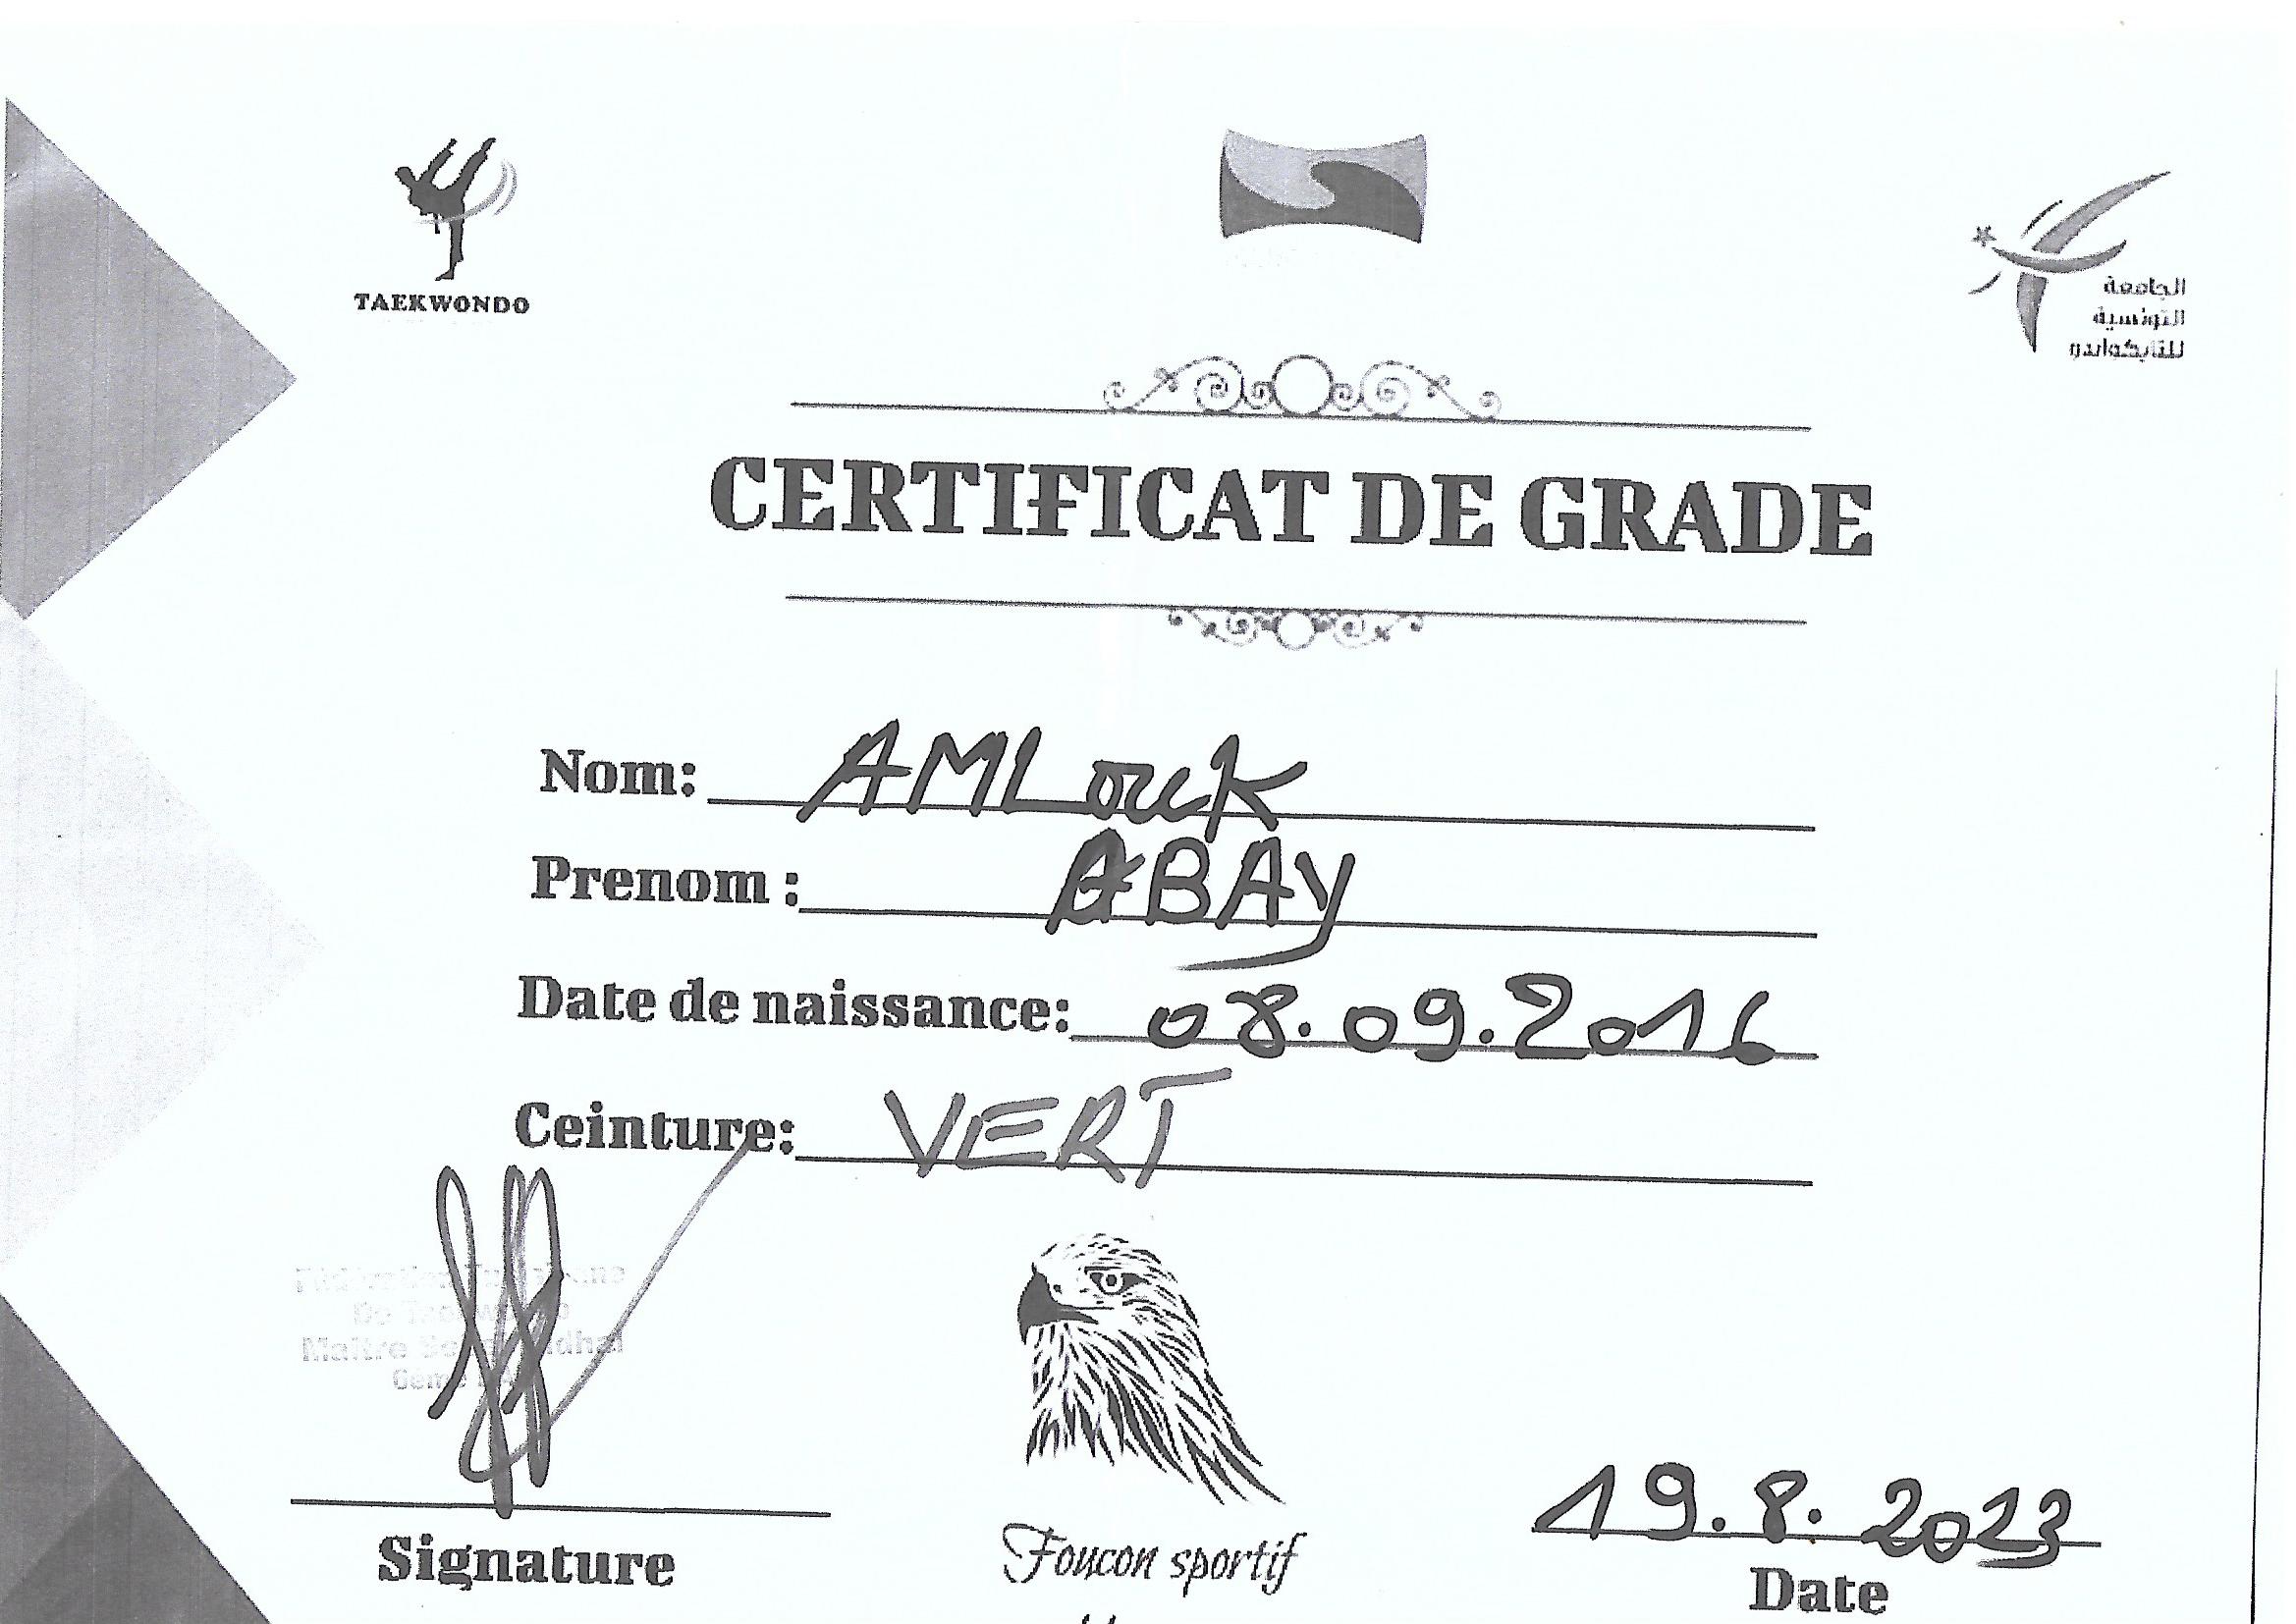 TAEKWONDO
الجامعة
التونسية
للتايكواندو
CERTIFICAT DE GRADE
Nom: AMLouK
Prenom : ABAy
Date de naissance: 08.09.2016
Ceinture: VERT
Maître
Signature
Foucon sportif
19.8.2023
Date